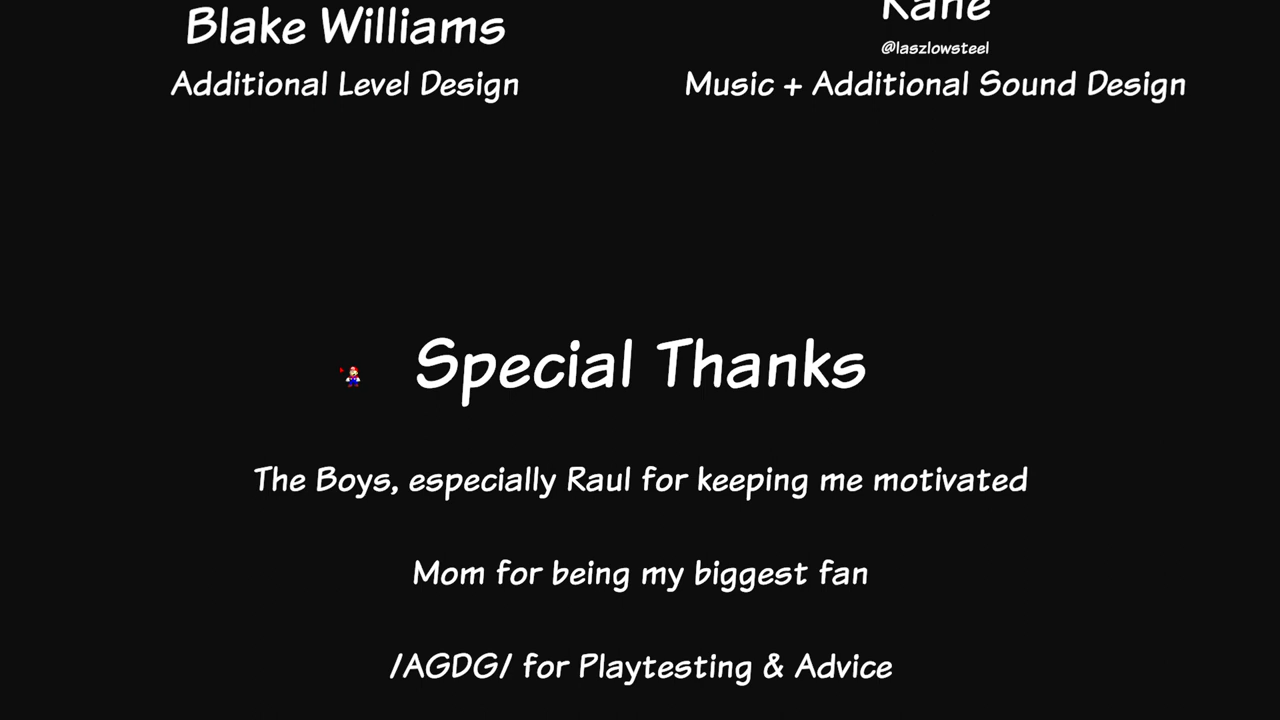 Blake Williams
Additional Level Design
Kane
@laszlowsteel
Music + Additional Sound Design
Special Thanks
The Boys, especially Raul for keeping me motivated
Mom for being my biggest fan
/AGDG/ for Playtesting & Advice